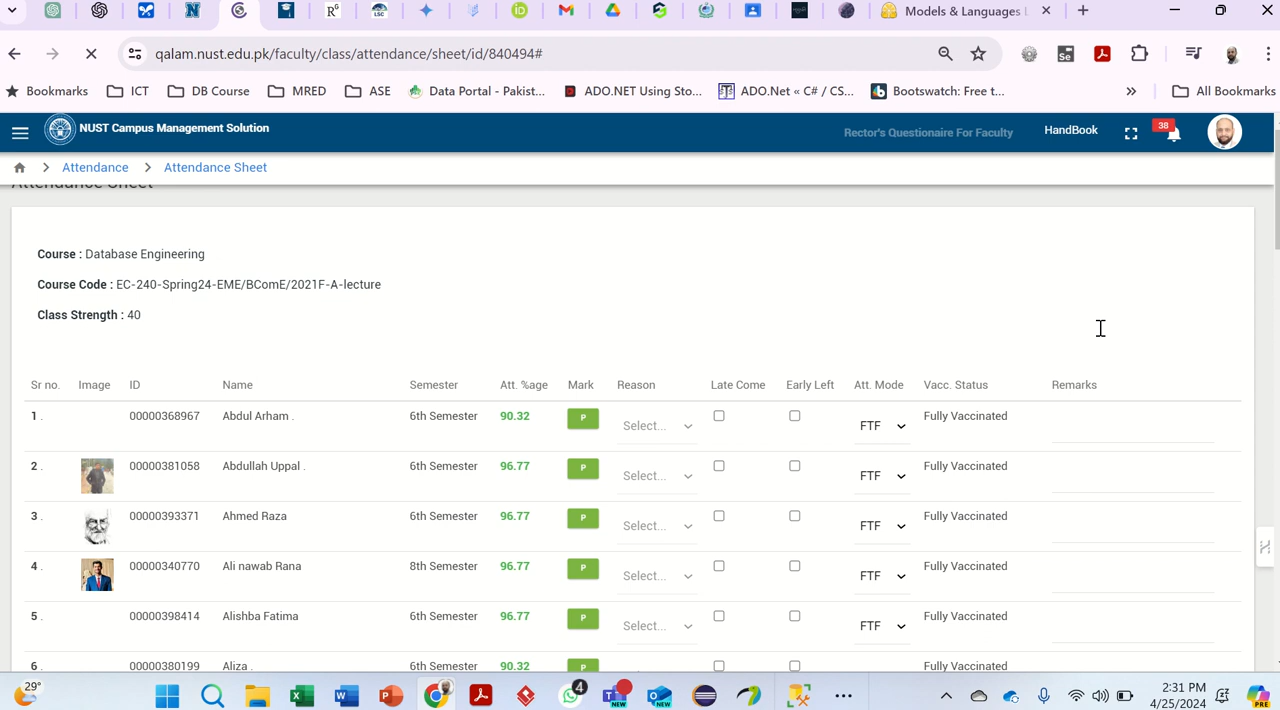 Models & Languages
qalam.nust.edu.pk/faculty/class/attendance/sheet/id/840494#
Bookmarks ICT DB Course MRED ASE Data Portal - Pakist... ADO.NET Using Sto... ADO.Net « C# / CS... Bootswatch: Free t... » All Bookmarks
NUST Campus Management Solution Rector's Questionaire For Faculty HandBook 38
Attendance Attendance Sheet
Attendance Sheet
Course : Database Engineering
Course Code : EC-240-Spring24-EME/BComE/2021F-A-lecture
Class Strength : 40
Sr no. Image ID Name Semester Att. %age Mark Reason Late Come Early Left Att. Mode Vacc. Status Remarks
1 . 00000368967 Abdul Arham . 6th Semester 90.32 P Select... FTF Fully Vaccinated
2 . 00000381058 Abdullah Uppal . 6th Semester 96.77 P Select... FTF Fully Vaccinated
3 . 00000393371 Ahmed Raza 6th Semester 96.77 P Select... FTF Fully Vaccinated
4 . 00000340770 Ali nawab Rana 8th Semester 96.77 P Select... FTF Fully Vaccinated
5 . 00000398414 Alishba Fatima 6th Semester 96.77 P Select... FTF Fully Vaccinated
6 . 00000380199 Aliza . 6th Semester 90.32 P Fully Vaccinated
29° 4 NEW NEW 2:31 PM PRE
4/25/2024